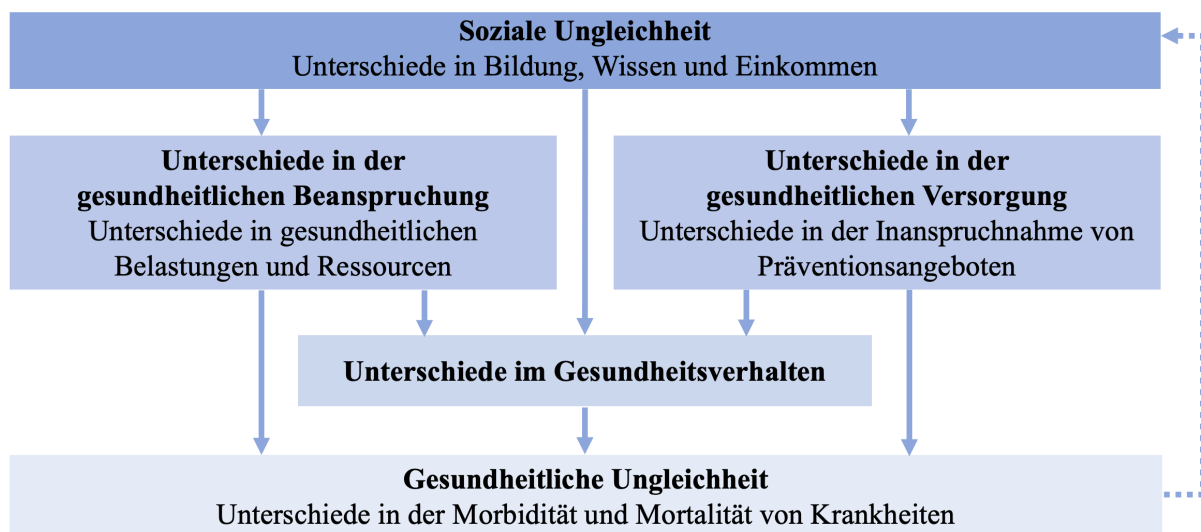 Soziale Ungleichheit
Unterschiede in Bildung, Wissen und Einkommen
Unterschiede in der
gesundheitlichen Beanspruchung
Unterschiede in gesundheitlichen
Belastungen und Ressourcen
Unterschiede in der
gesundheitlichen Versorgung
Unterschiede in der Inanspruchnahme von
Präventionsangeboten
Unterschiede im Gesundheitsverhalten
Gesundheitliche Ungleichheit
Unterschiede in der Morbidität und Mortalität von Krankheiten